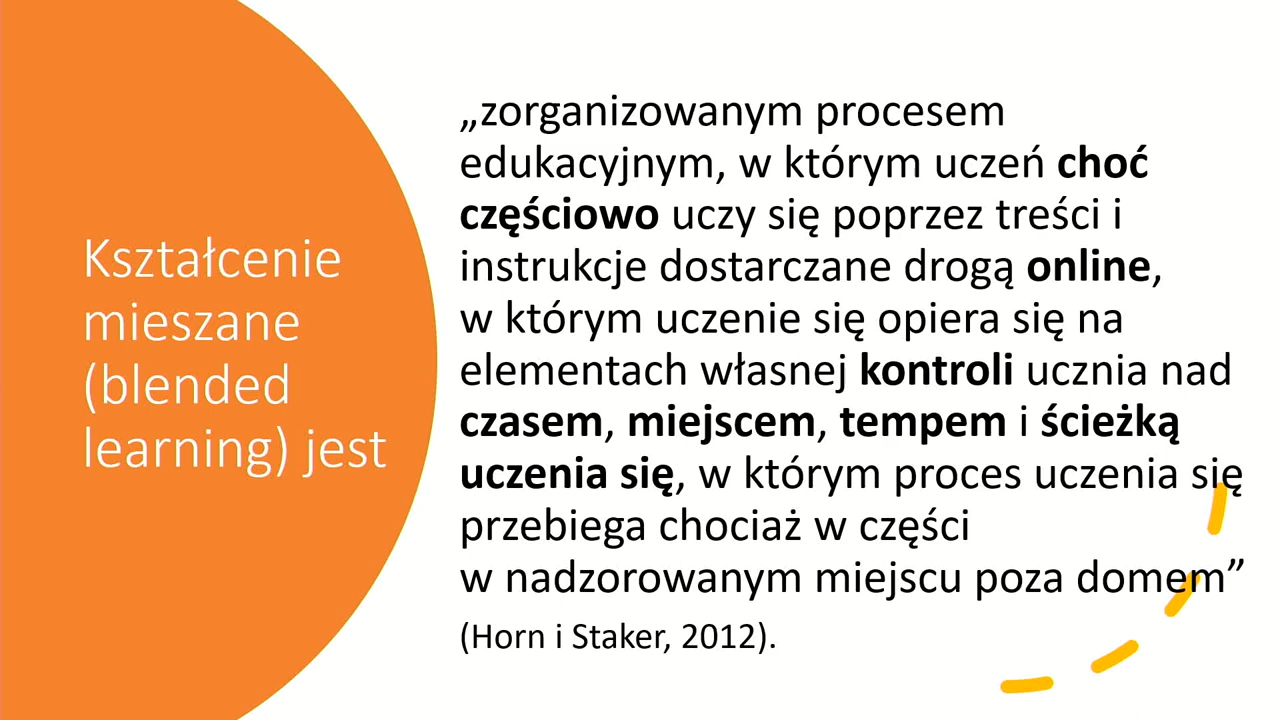 Kształcenie
mieszane
(blended
learning) jest
„zorganizowanym procesem
edukacyjnym, w którym uczeń choć
częściowo uczy się poprzez treści i
instrukcje dostarczane drogą online,
w którym uczenie się opiera się na
elementach własnej kontroli ucznia nad
czasem, miejscem, tempem i ścieżką
uczenia się, w którym proces uczenia się
przebiega chociaż w części
w nadzorowanym miejscu poza domem”
(Horn i Staker, 2012).